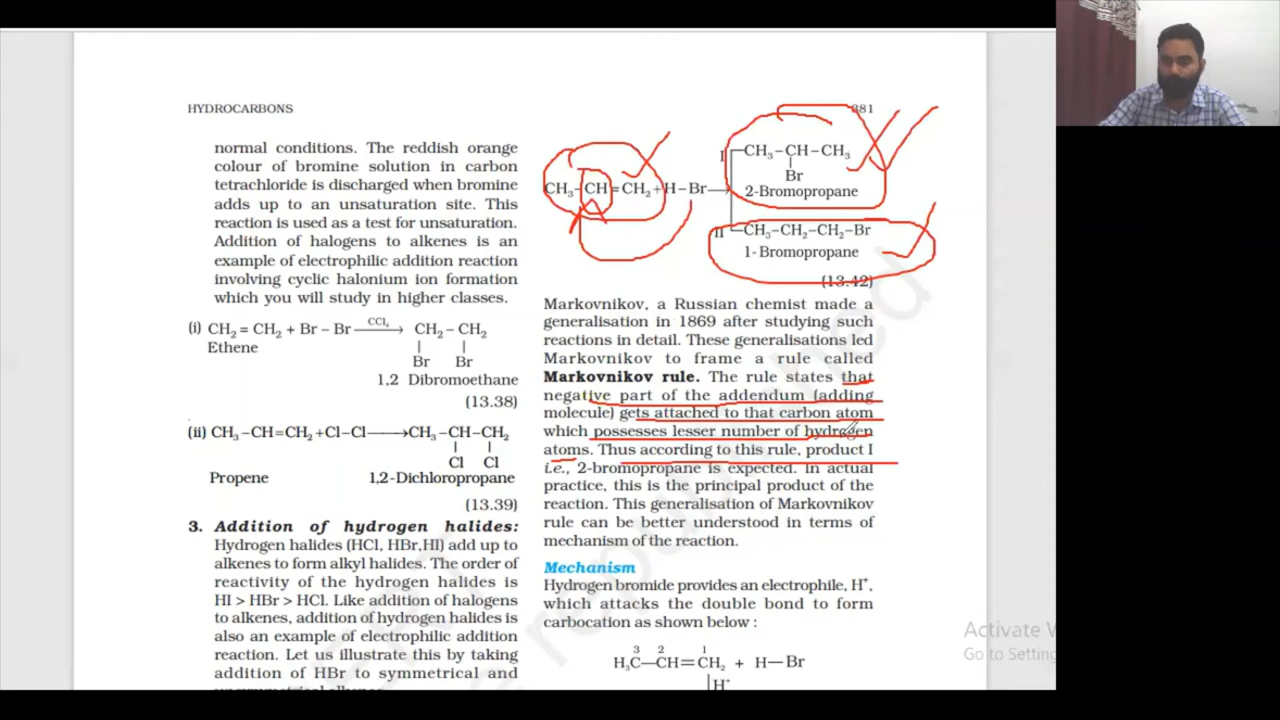 HYDROCARBONS
381
normal conditions. The reddish orange
colour of bromine solution in carbon
tetrachloride is discharged when bromine
adds up to an unsaturation site. This
reaction is used as a test for unsaturation.
Addition of halogens to alkenes is an
example of electrophilic addition reaction
involving cyclic halonium ion formation
which you will study in higher classes.
(i) CH₂ = CH₂ + Br – Br —CCl₄→ CH₂ – CH₂
Ethene | |
Br Br
1,2 Dibromoethane
(13.38)
(ii) CH₃ –CH=CH₂ +Cl–Cl ⟶ CH₃ –CH–CH₂
| |
Cl Cl
Propene 1,2-Dichloropropane
(13.39)
3. Addition of hydrogen halides:
Hydrogen halides (HCl, HBr,HI) add up to
alkenes to form alkyl halides. The order of
reactivity of the hydrogen halides is
HI > HBr > HCl. Like addition of halogens
to alkenes, addition of hydrogen halides is
also an example of electrophilic addition
reaction. Let us illustrate this by taking
addition of HBr to symmetrical and
I CH₃–CH–CH₃
|
Br
2-Bromopropane
CH₃–CH=CH₂+H–Br
II CH₃–CH₂–CH₂–Br
1-Bromopropane
(13.42)
Markovnikov, a Russian chemist made a
generalisation in 1869 after studying such
reactions in detail. These generalisations led
Markovnikov to frame a rule called
Markovnikov rule. The rule states that
negative part of the addendum (adding
molecule) gets attached to that carbon atom
which possesses lesser number of hydrogen
atoms. Thus according to this rule, product I
i.e., 2-bromopropane is expected. In actual
practice, this is the principal product of the
reaction. This generalisation of Markovnikov
rule can be better understood in terms of
mechanism of the reaction.
Mechanism
Hydrogen bromide provides an electrophile, H⁺,
which attacks the double bond to form
carbocation as shown below :
3 2 1
H₃C—CH=CH₂ + H—Br
H⁺
Activate W
Go to Setting